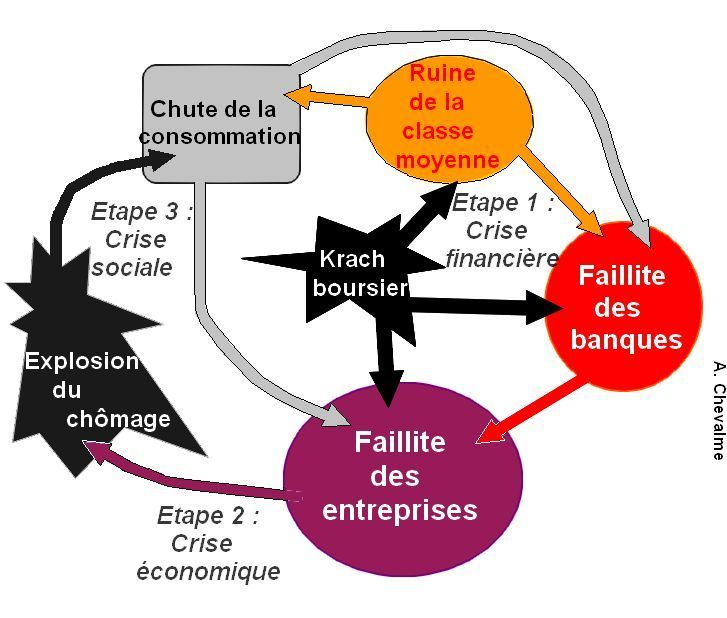 Ruine
de la
classe
moyenne
Chute de la
consommation
Etape 3 :
Crise
sociale
Etape 1 :
Crise
financière
Krach
boursier
Faillite
des
banques
Explosion
du
chômage
Faillite
des
entreprises
Etape 2 :
Crise
économique
A. Chevalme